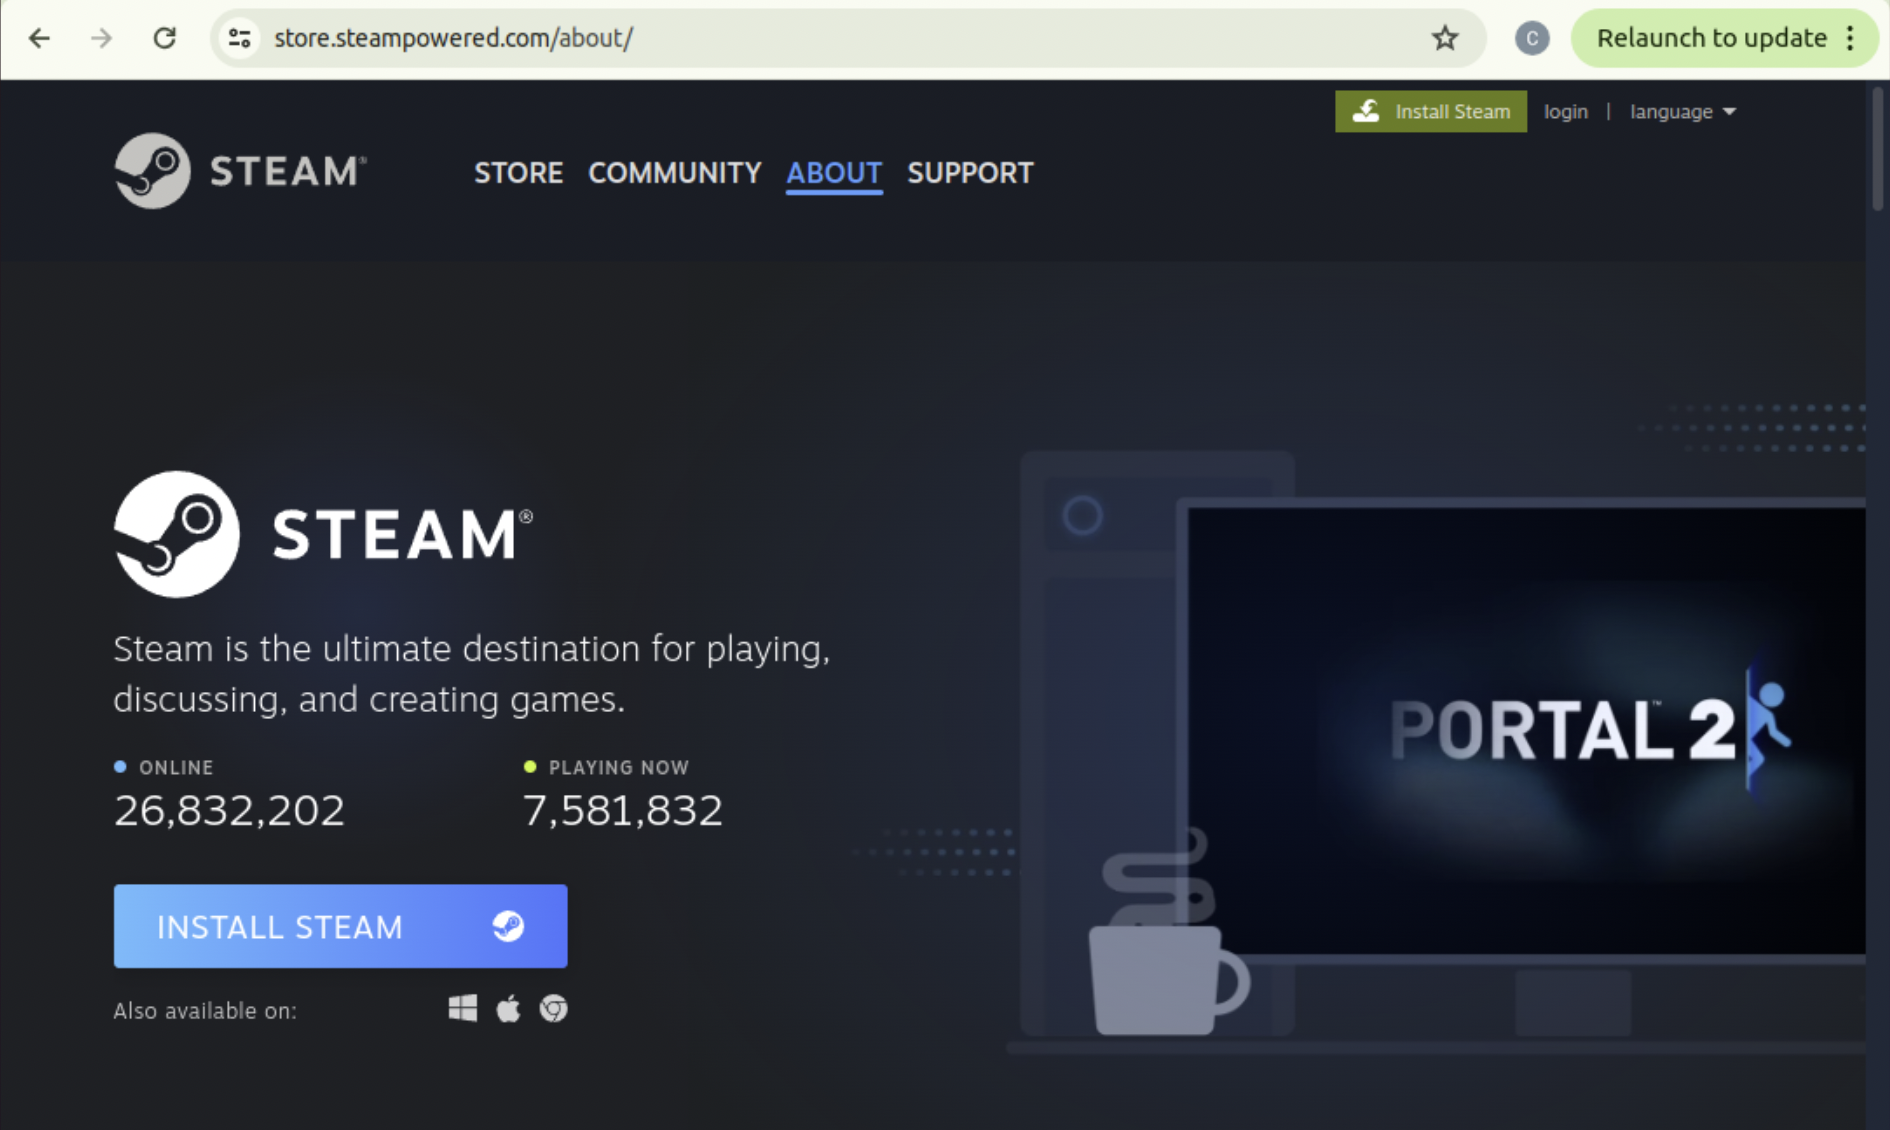 store.steampowered.com/about/
C
Relaunch to update
Install Steam
login | language
STEAM®
STORE COMMUNITY ABOUT SUPPORT
STEAM®
Steam is the ultimate destination for playing,
discussing, and creating games.
ONLINE
26,832,202
PLAYING NOW
7,581,832
INSTALL STEAM
Also available on:
PORTAL™ 2